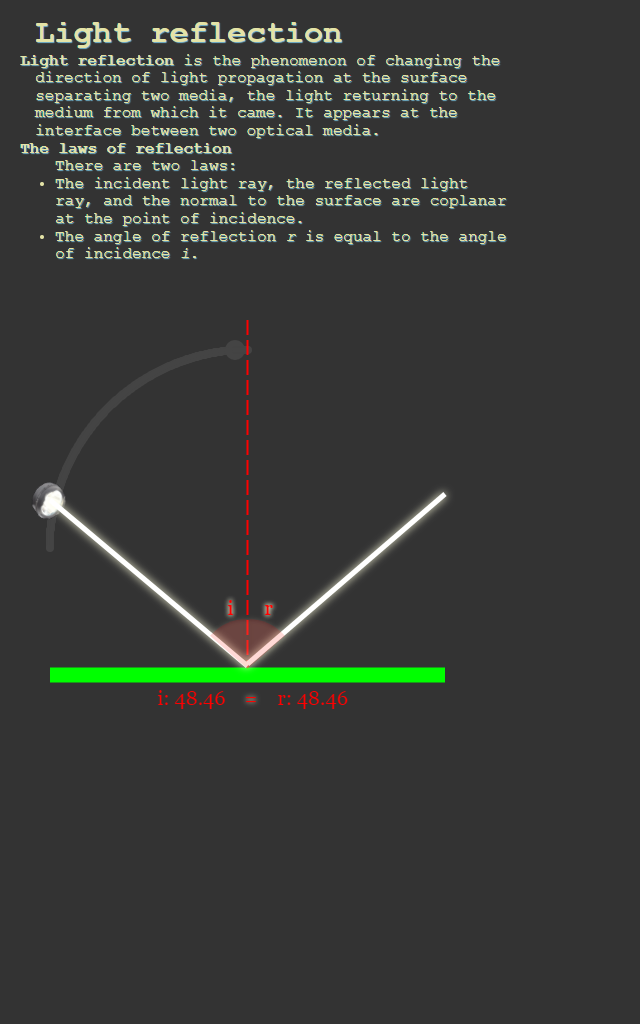 Light reflection
Light reflection is the phenomenon of changing the
direction of light propagation at the surface
separating two media, the light returning to the
medium from which it came. It appears at the
interface between two optical media.
The laws of reflection
There are two laws:
• The incident light ray, the reflected light
ray, and the normal to the surface are coplanar
at the point of incidence.
• The angle of reflection r is equal to the angle
of incidence i.
i r
i: 48.46 = r: 48.46